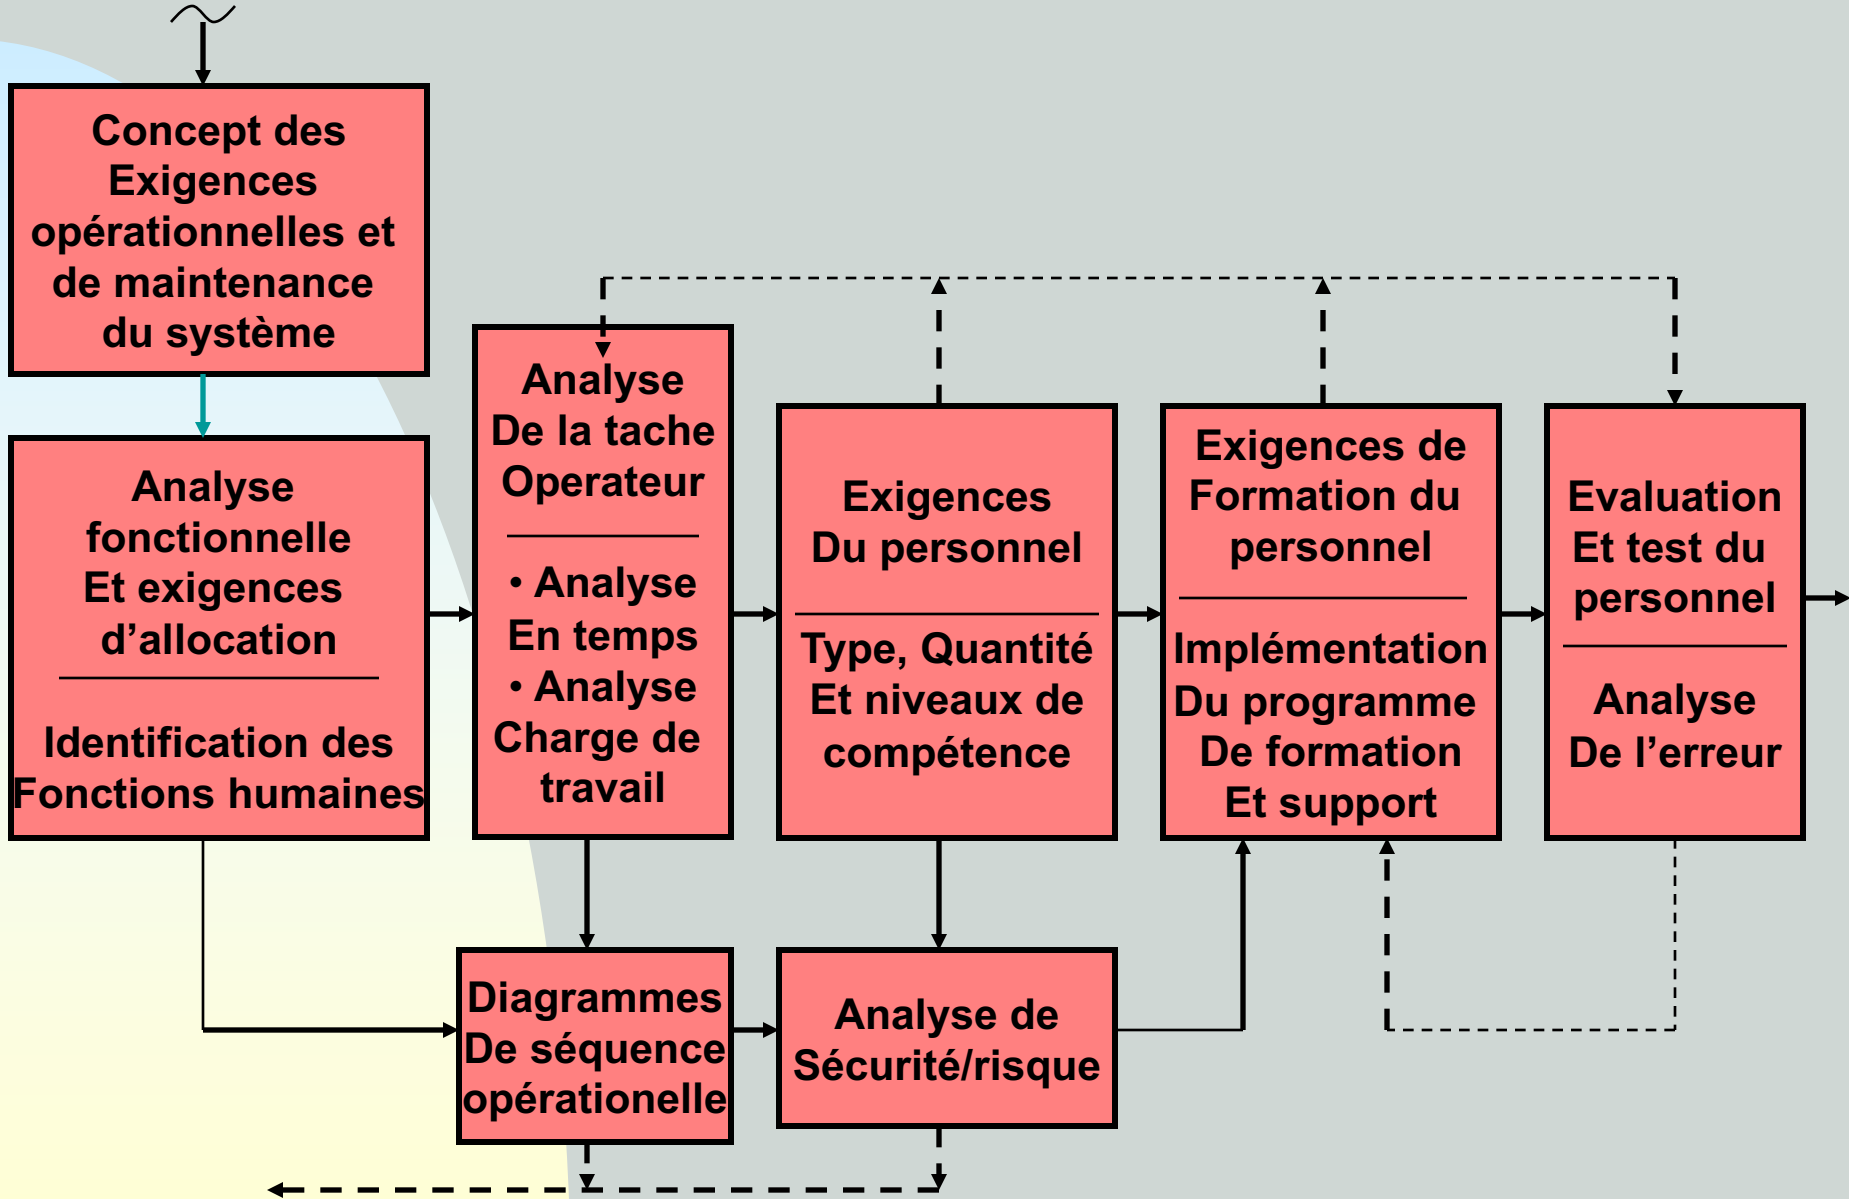 Concept des
Exigences
opérationnelles et
de maintenance
du système
Analyse
fonctionnelle
Et exigences
d’allocation
Identification des
Fonctions humaines
Analyse
De la tache
Operateur
• Analyse
En temps
• Analyse
Charge de
travail
Exigences
Du personnel
Type, Quantité
Et niveaux de
compétence
Exigences de
Formation du
personnel
Implémentation
Du programme
De formation
Et support
Evaluation
Et test du
personnel
Analyse
De l’erreur
Diagrammes
De séquence
opérationelle
Analyse de
Sécurité/risque